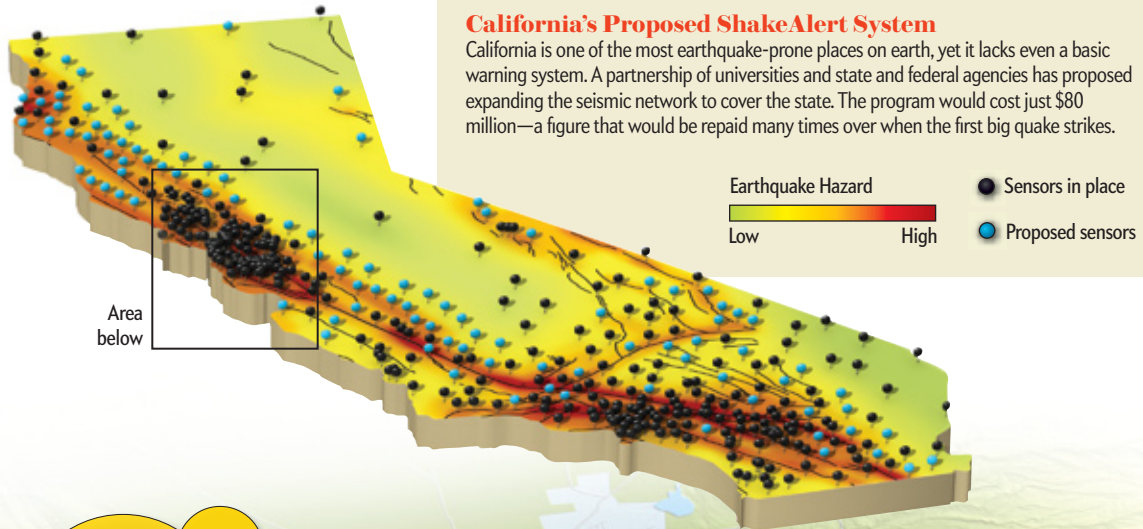 California's Proposed ShakeAlert System
California is one of the most earthquake-prone places on earth, yet it lacks even a basic
warning system. A partnership of universities and state and federal agencies has proposed
expanding the seismic network to cover the state. The program would cost just $80
million—a figure that would be repaid many times over when the first big quake strikes.
Earthquake Hazard
Low
High
Sensors in place
Proposed sensors
Area
below